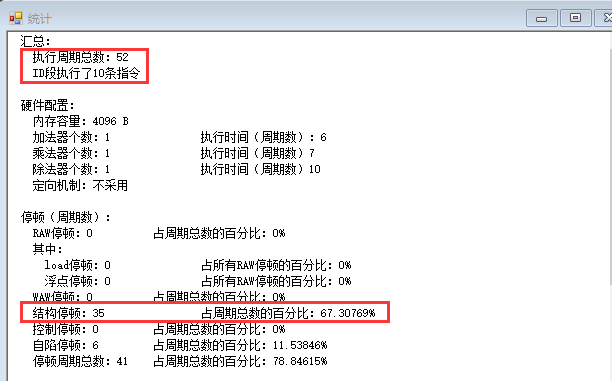 统计
汇总：
执行周期总数：52
ID段执行了10条指令
硬件配置：
内存容量：4096 B
加法器个数：1 执行时间（周期数）：6
乘法器个数：1 执行时间（周期数）7
除法器个数：1 执行时间（周期数）10
定向机制：不采用
停顿（周期数）：
RAW停顿：0 占周期总数的百分比：0%
其中：
load停顿：0 占所有RAW停顿的百分比：0%
浮点停顿：0 占所有RAW停顿的百分比：0%
WAW停顿：0 占周期总数的百分比：0%
结构停顿：35 占周期总数的百分比：67.30769%
控制停顿：0 占周期总数的百分比：0%
自陷停顿：6 占周期总数的百分比：11.53846%
停顿周期总数：41 占周期总数的百分比：78.84615%